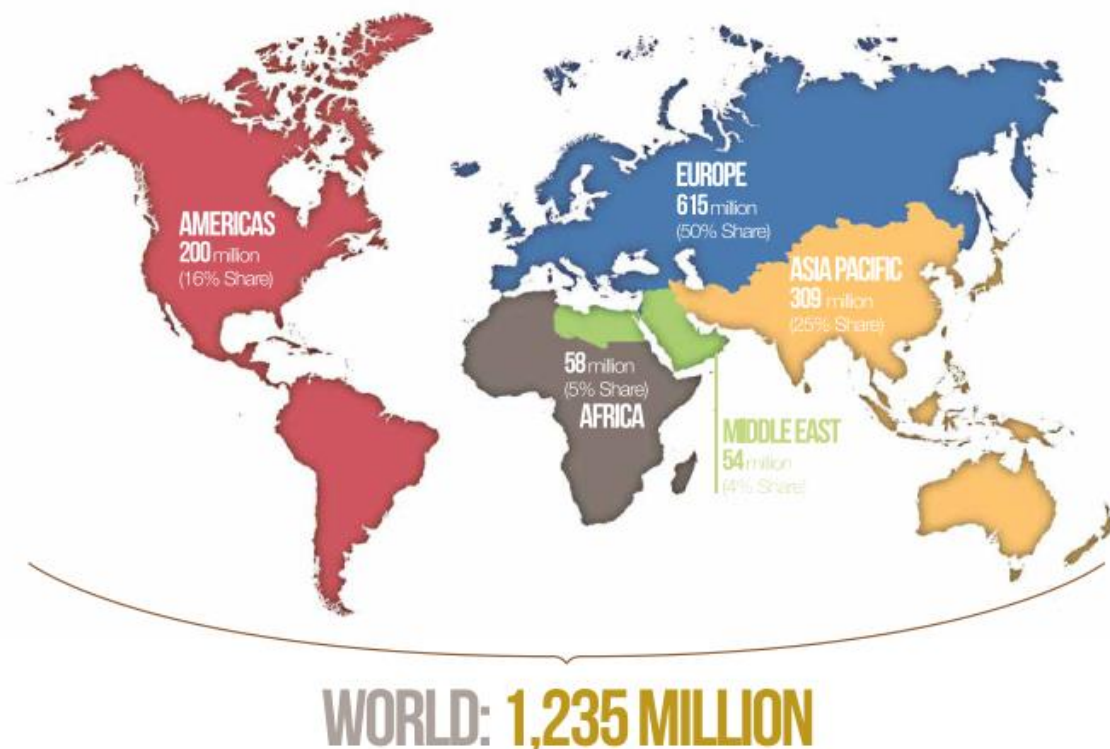 AMERICAS
200 million
(16% Share)
EUROPE
615 million
(50% Share)
ASIA PACIFIC
309 million
(25% Share)
58 million
(5% Share)
AFRICA
MIDDLE EAST
54 million
(4% Share)
WORLD: 1,235 MILLION